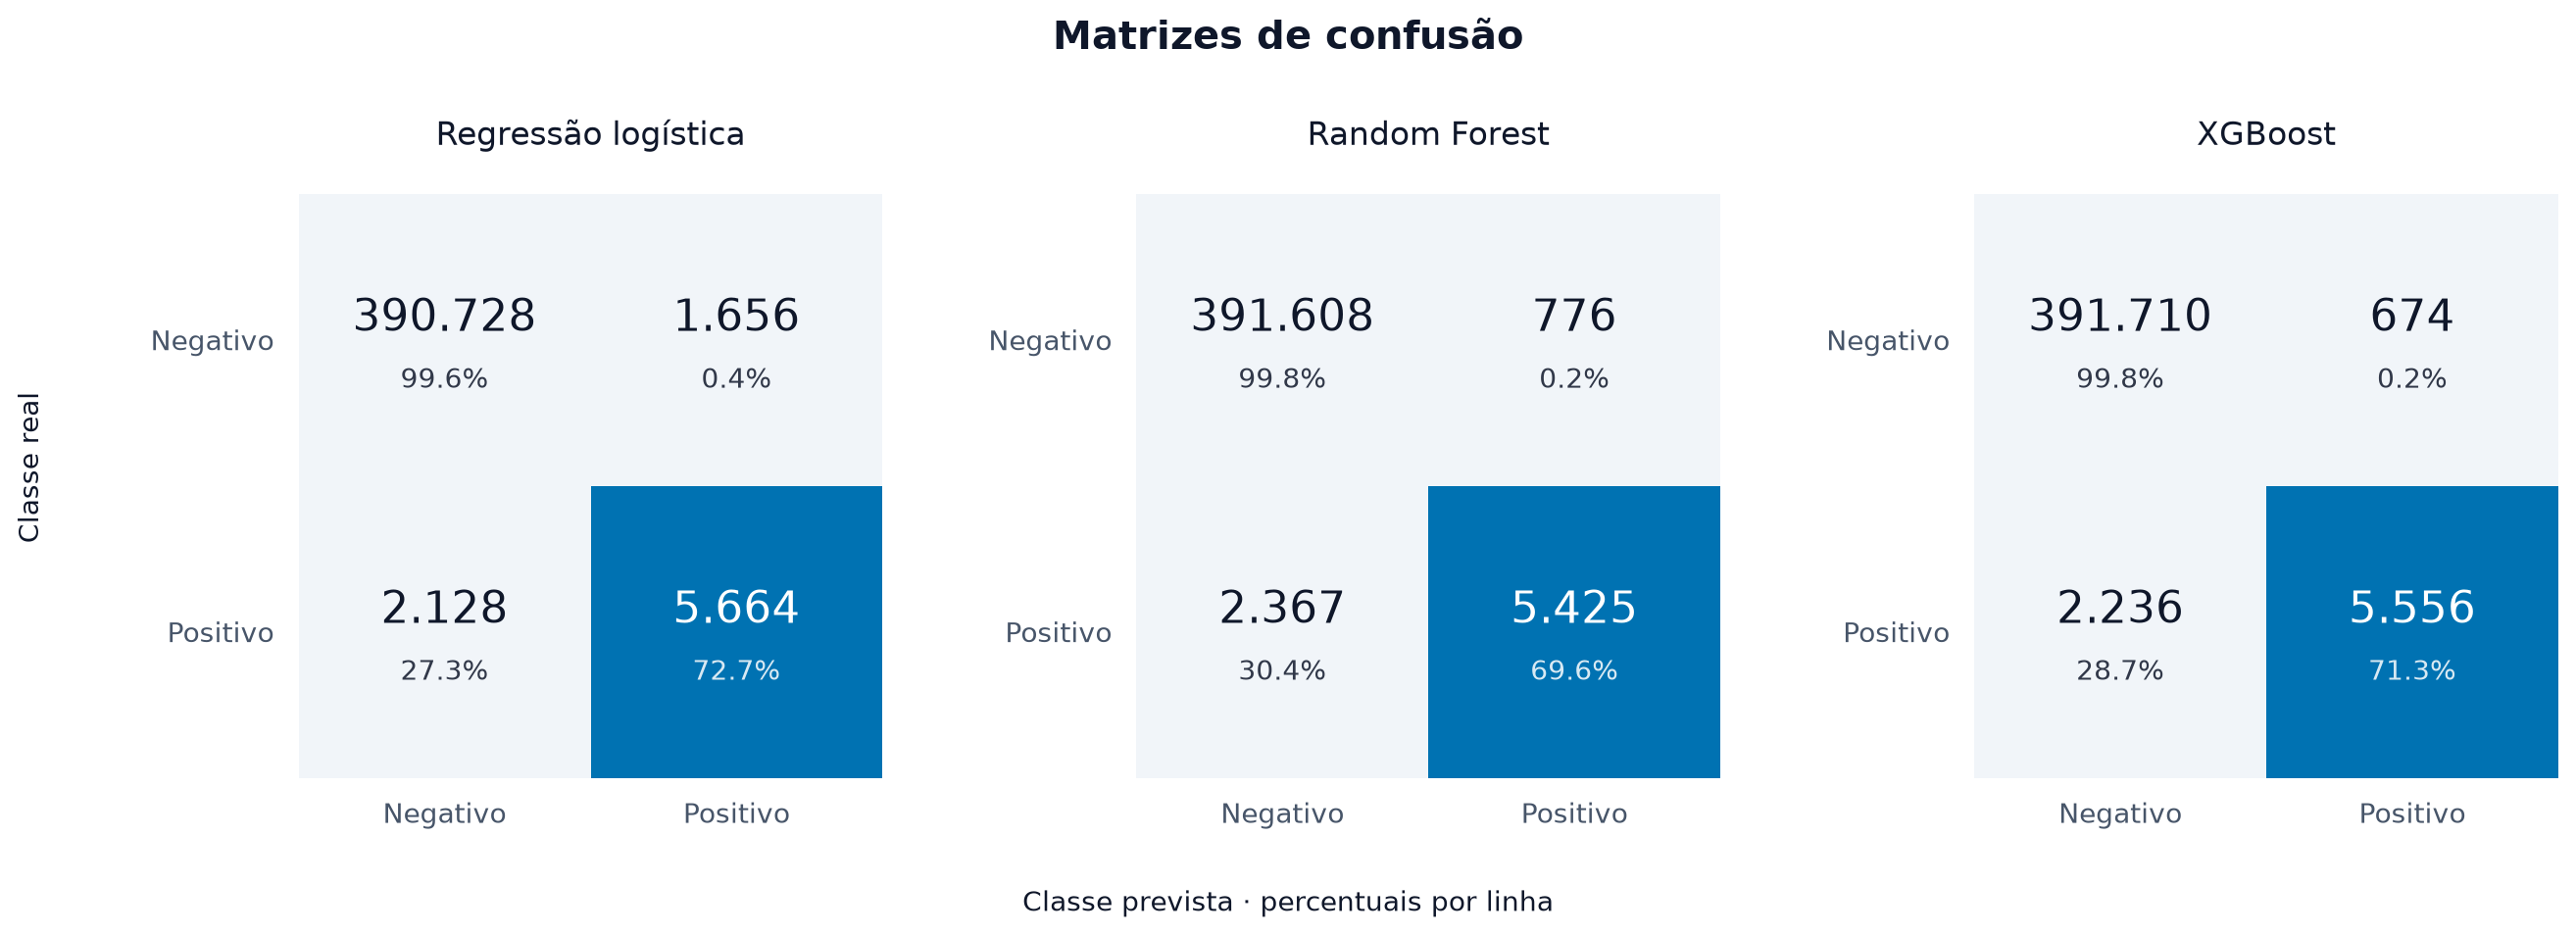 Matrizes de confusão
Regressão logística
Random Forest
XGBoost
Classe real
Negativo
390.728
1.656
99.6%
0.4%
Positivo
2.128
5.664
27.3%
72.7%
Negativo
Positivo
Negativo
391.608
776
99.8%
0.2%
Positivo
2.367
5.425
30.4%
69.6%
Negativo
Positivo
Negativo
391.710
674
99.8%
0.2%
Positivo
2.236
5.556
28.7%
71.3%
Negativo
Positivo
Classe prevista · percentuais por linha